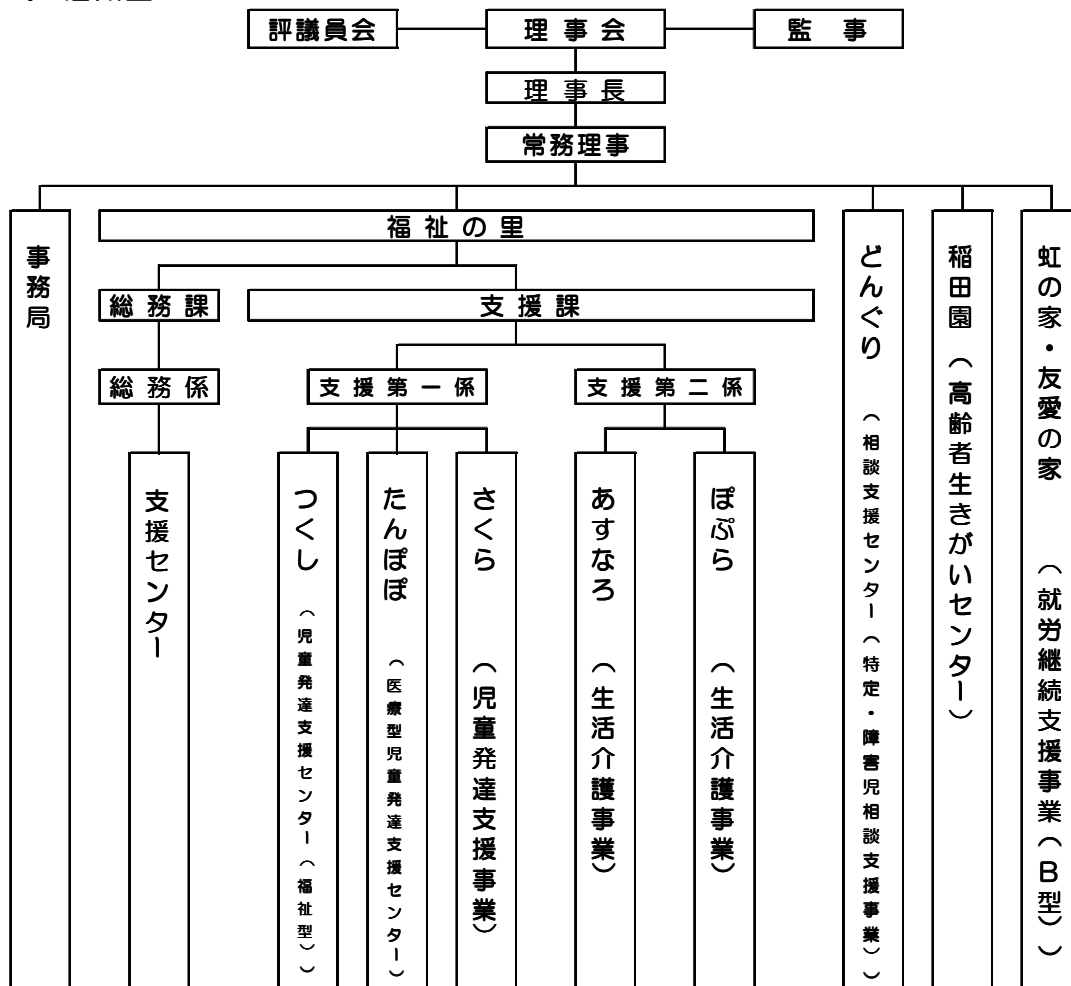 評議員会
理事会
監事
理事長
常務理事
事務局
福祉の里
総務課
支援課
総務係
支援第一係
支援第二係
支援センター
つくし（児童発達支援センター（福祉型））
たんぽぽ（医療型児童発達支援センター）
さくら（児童発達支援事業）
あすなろ（生活介護事業）
ぽぷら（生活介護事業）
どんぐり（相談支援センター（特定・障害児相談支援事業））
稲田園（高齢者生きがいセンター）
虹の家・友愛の家（就労継続支援事業（B型））